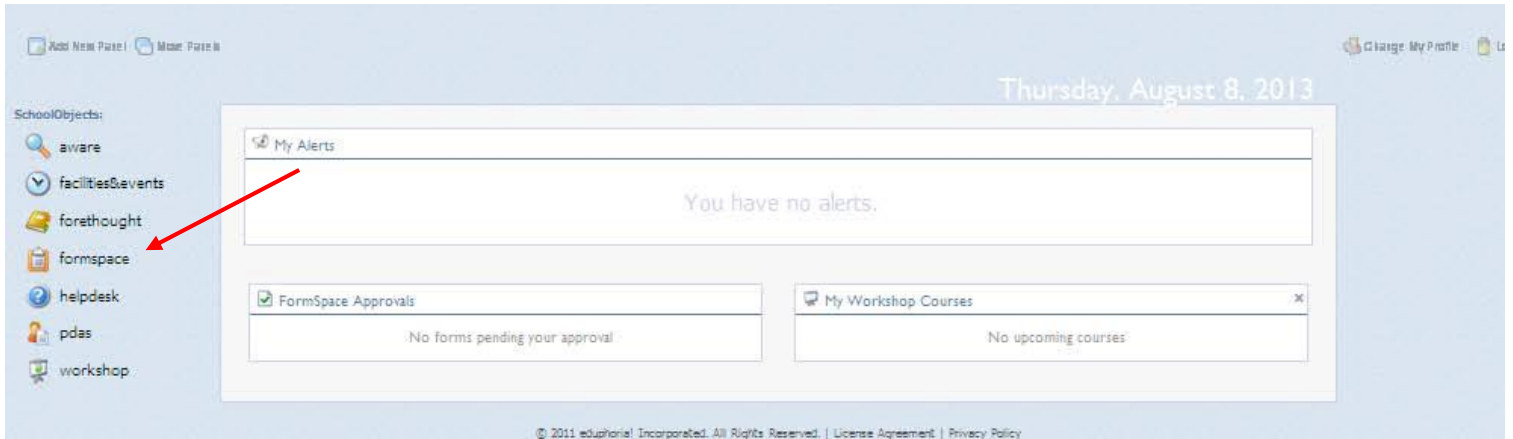 Add New Panel Move Panels
Change My Profile
Thursday, August 8, 2013
SchoolObjects:
aware
facilities&events
forethought
formspace
helpdesk
pdas
workshop
My Alerts
You have no alerts.
FormSpace Approvals
No forms pending your approval
My Workshop Courses
No upcoming courses
© 2011 eduphoria! Incorporated. All Rights Reserved. | License Agreement | Privacy Policy